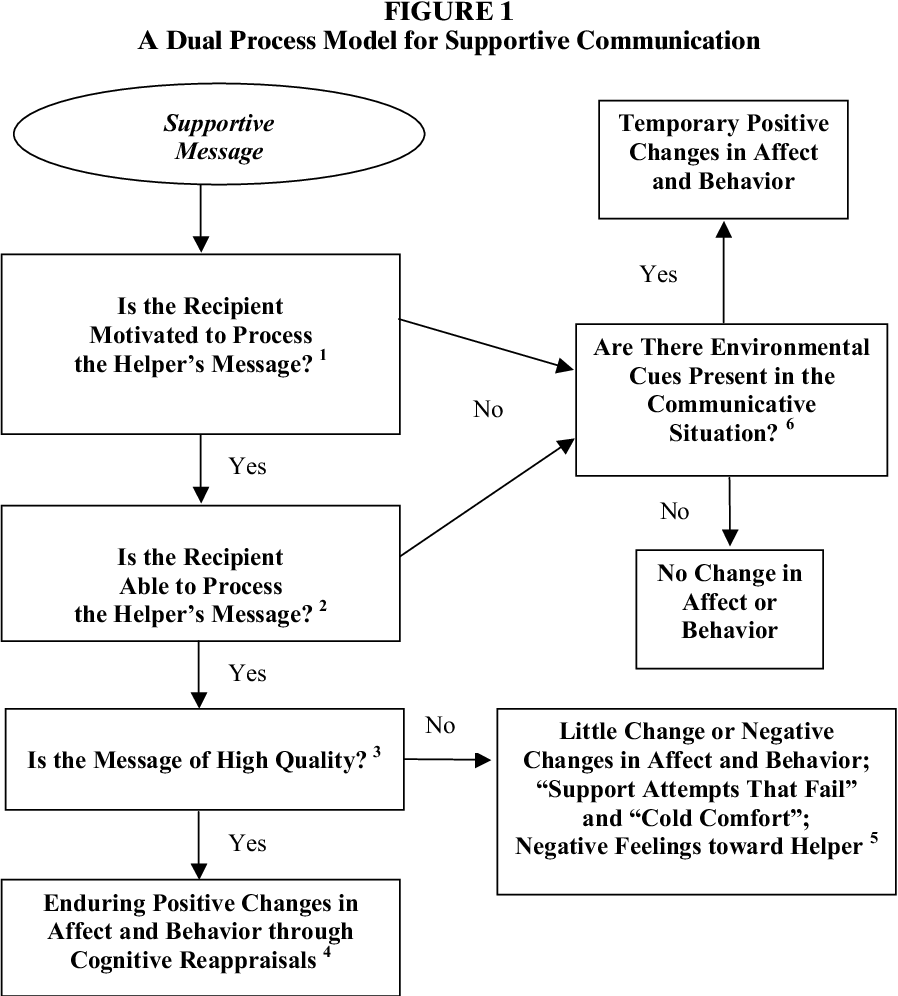 FIGURE 1
A Dual Process Model for Supportive Communication
Supportive
Message
Temporary Positive
Changes in Affect
and Behavior
Yes
Is the Recipient
Motivated to Process
the Helper’s Message? 1
Are There Environmental
Cues Present in the
Communicative
Situation? 6
No
Yes
No
Is the Recipient
Able to Process
the Helper’s Message? 2
No Change in
Affect or
Behavior
Yes
Is the Message of High Quality? 3
No
Little Change or Negative
Changes in Affect and Behavior;
“Support Attempts That Fail”
and “Cold Comfort”;
Negative Feelings toward Helper 5
Yes
Enduring Positive Changes in
Affect and Behavior through
Cognitive Reappraisals 4